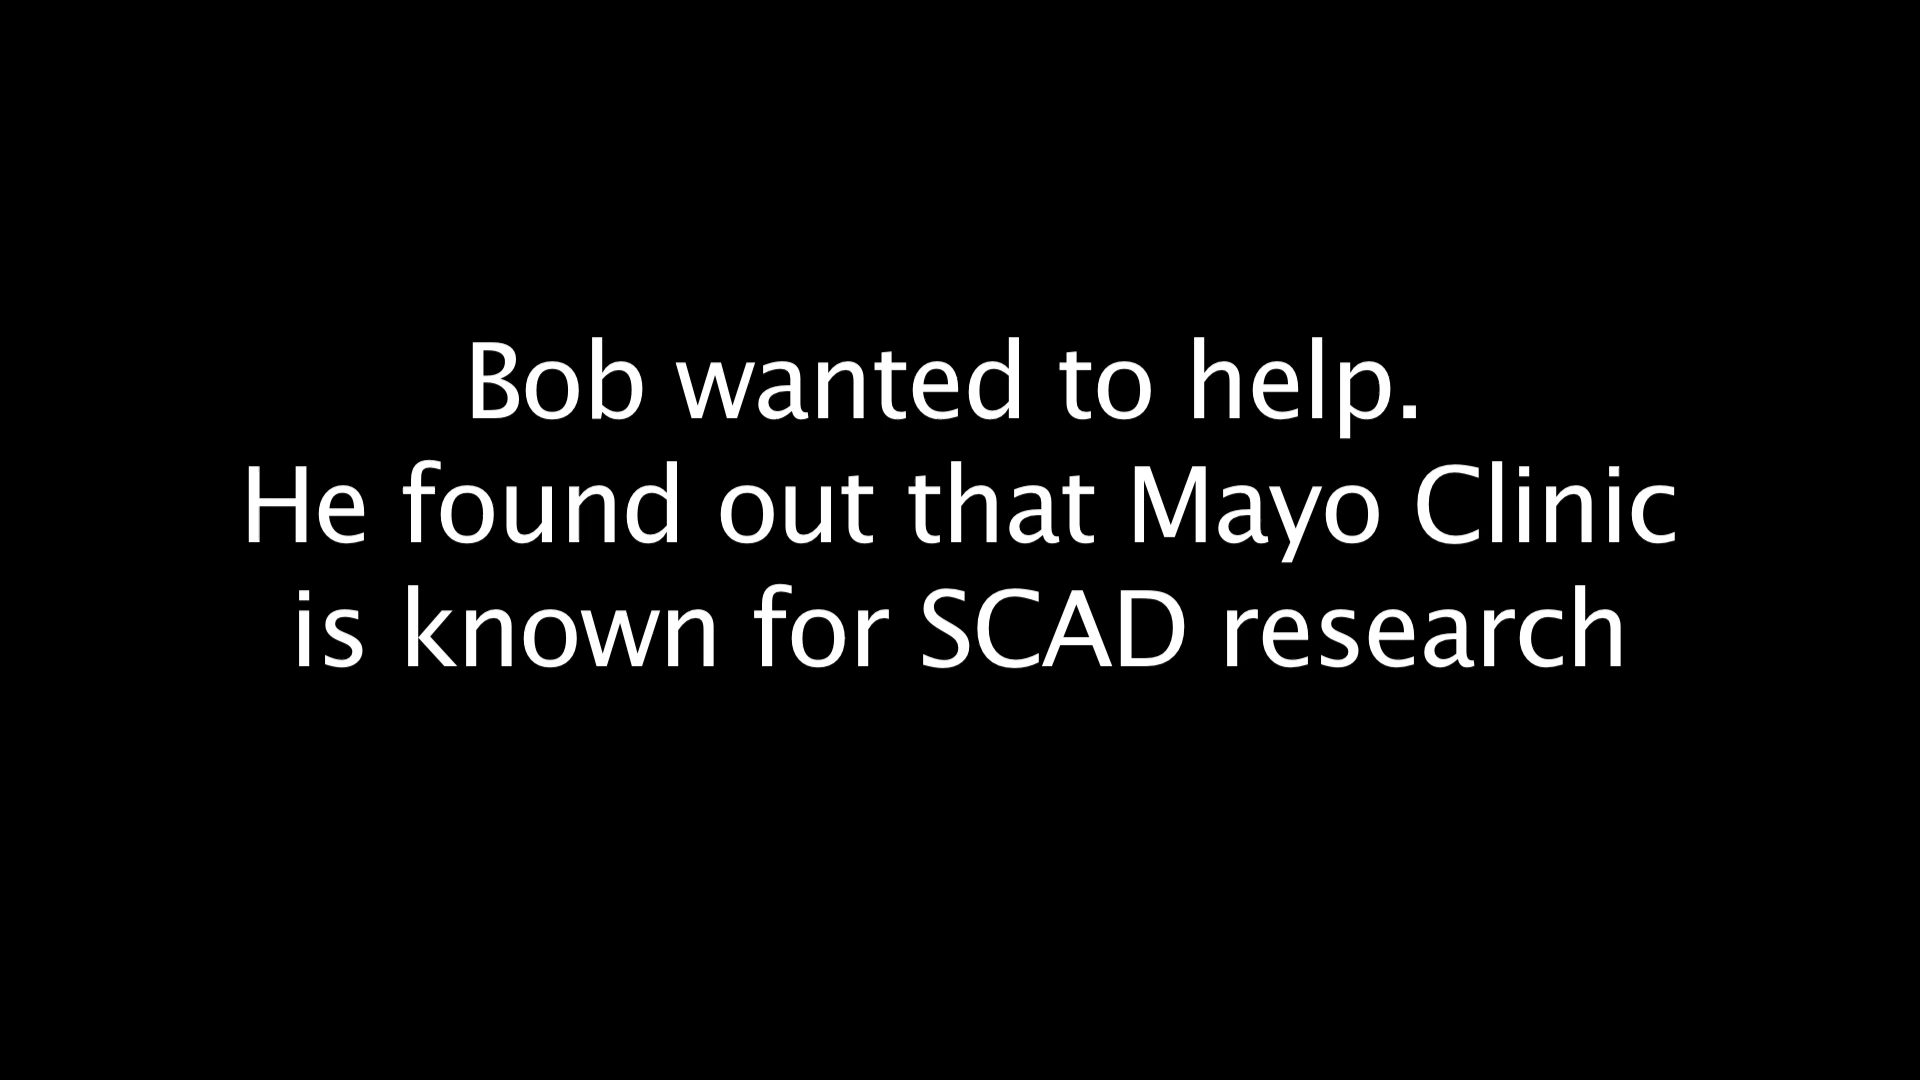 Bob wanted to help.
He found out that Mayo Clinic
is known for SCAD research